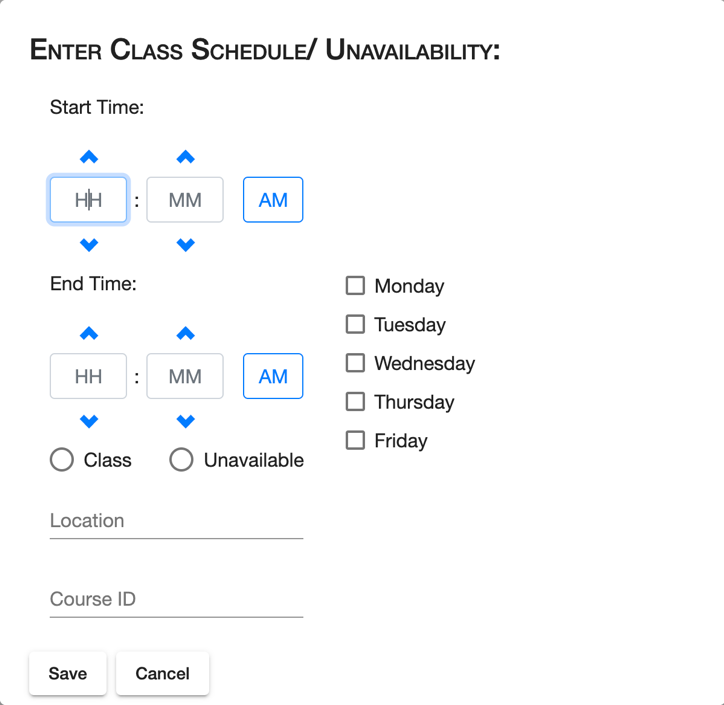 Enter Class Schedule/ Unavailability:
Start Time:
HH : MM AM
End Time:
HH : MM AM
Class Unavailable
Monday
Tuesday
Wednesday
Thursday
Friday
Location
Course ID
Save Cancel